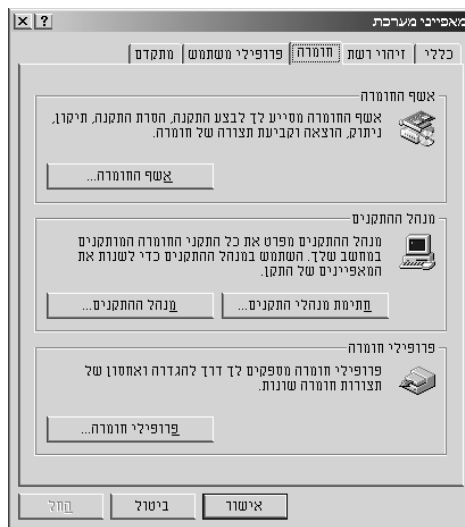 מאפייני מערכת
כללי
זיהוי רשת
חומרה
פרופילי משתמש
מתקדם
אשף החומרה
אשף החומרה מסייע לך לבצע התקנה, הסרת התקנה, תיקון,
ניתוק, הוצאה וקביעת תצורה של חומרה.
אשף החומרה...
מנהל ההתקנים
מנהל ההתקנים מפרט את כל התקני החומרה המותקנים
במחשב שלך. השתמש במנהל ההתקנים כדי לשנות את
המאפיינים של התקן.
חתימת מנהלי התקנים...
מנהל ההתקנים...
פרופילי חומרה
פרופילי חומרה מספקים לך דרך להגדרה ואחסון של
תצורות חומרה שונות.
פרופילי חומרה...
אישור
ביטול
החל